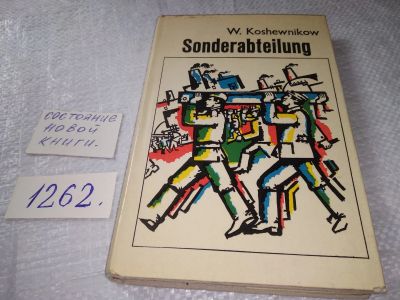 W. Koshewnikow
Sonderabteilung
СОСТОЯНИЕ
НОВОЙ
КНИГИ.
1262.